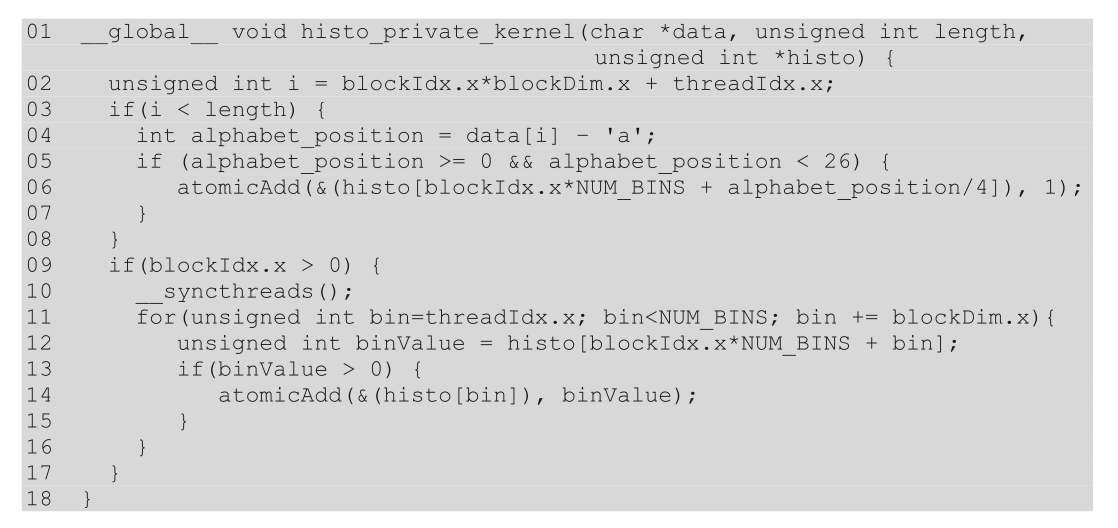 01 __global__ void histo_private_kernel(char *data, unsigned int length,
unsigned int *histo) {
02 unsigned int i = blockIdx.x*blockDim.x + threadIdx.x;
03 if(i < length) {
04 int alphabet_position = data[i] - 'a';
05 if (alphabet_position >= 0 && alphabet_position < 26) {
06 atomicAdd(&(histo[blockIdx.x*NUM_BINS + alphabet_position/4]), 1);
07 }
08 }
09 if(blockIdx.x > 0) {
10 __syncthreads();
11 for(unsigned int bin=threadIdx.x; bin<NUM_BINS; bin += blockDim.x){
12 unsigned int binValue = histo[blockIdx.x*NUM_BINS + bin];
13 if(binValue > 0) {
14 atomicAdd(&(histo[bin]), binValue);
15 }
16 }
17 }
18 }